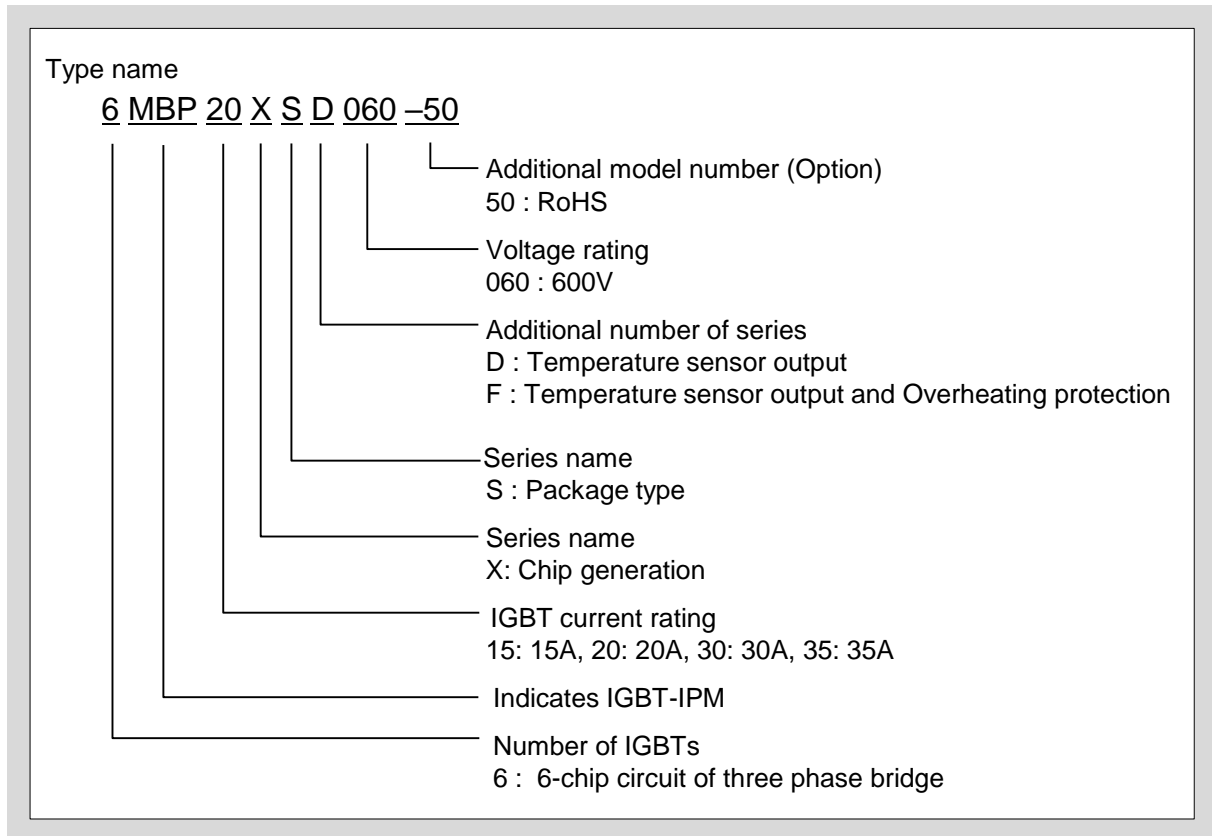 Type name
6 MBP 20 X S D 060 –50
Additional model number (Option)
50 : RoHS
Voltage rating
060 : 600V
Additional number of series
D : Temperature sensor output
F : Temperature sensor output and Overheating protection
Series name
S : Package type
Series name
X: Chip generation
IGBT current rating
15: 15A, 20: 20A, 30: 30A, 35: 35A
Indicates IGBT-IPM
Number of IGBTs
6 : 6-chip circuit of three phase bridge